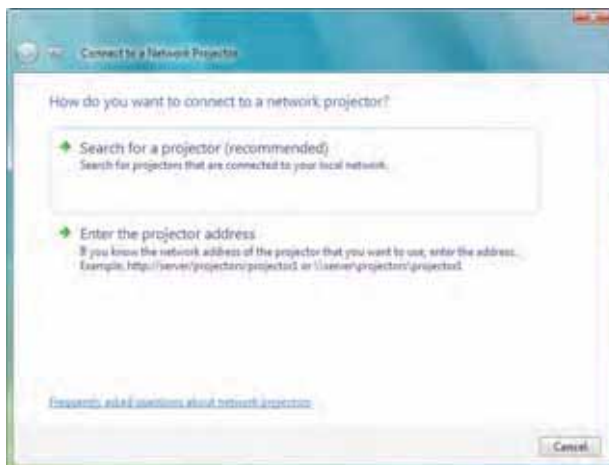 Connect to a Network Projector
How do you want to connect to a network projector?
Search for a projector (recommended)
Search for projectors that are connected to your local network.
Enter the projector address
If you know the network address of the projector that you want to use, enter the address.
Example, http://server/projectors/projector1 or \\server\projectors\projector1
Frequently asked questions about network projectors
Cancel